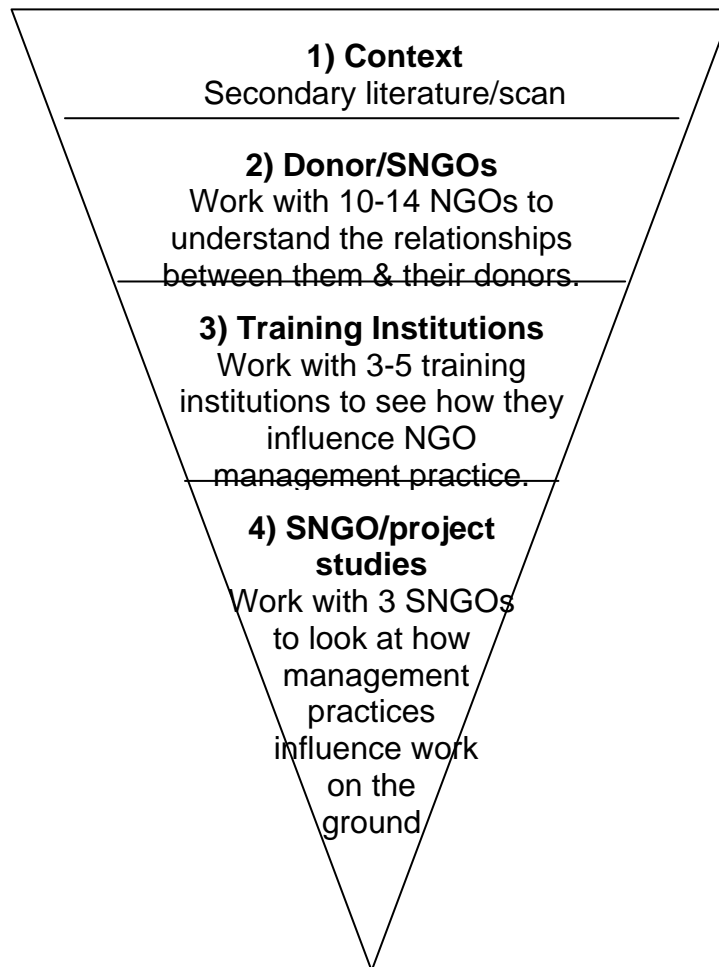 1) Context
Secondary literature/scan
2) Donor/SNGOs
Work with 10-14 NGOs to
understand the relationships
between them & their donors.
3) Training Institutions
Work with 3-5 training
institutions to see how they
influence NGO
management practice.
4) SNGO/project
studies
Work with 3 SNGOs
to look at how
management
practices
influence work
on the
ground